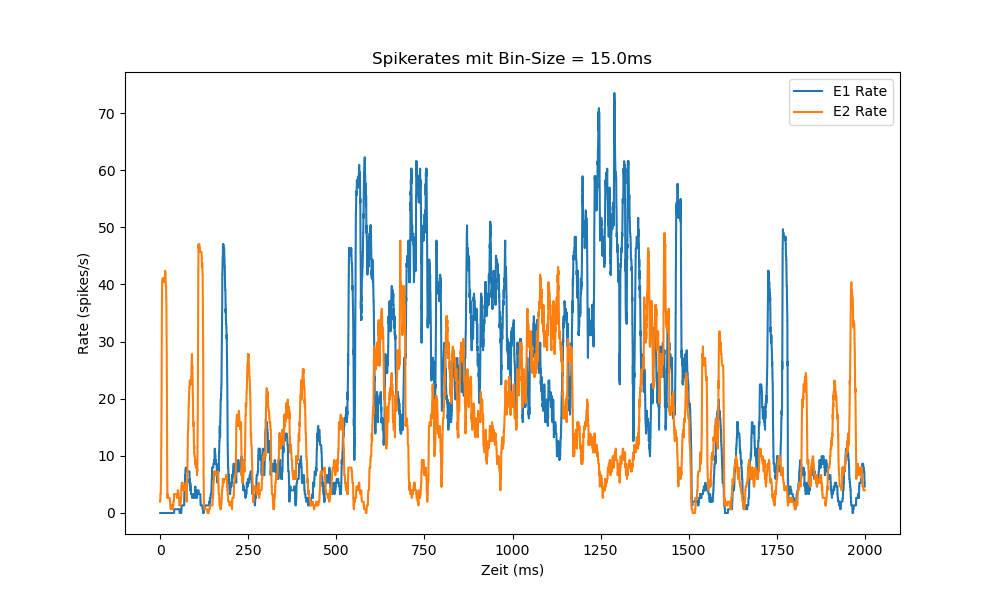 Spikerates mit Bin-Size = 15.0ms
E1 Rate
E2 Rate
Rate (spikes/s)
70
60
50
40
30
20
10
0
0 250 500 750 1000 1250 1500 1750 2000
Zeit (ms)